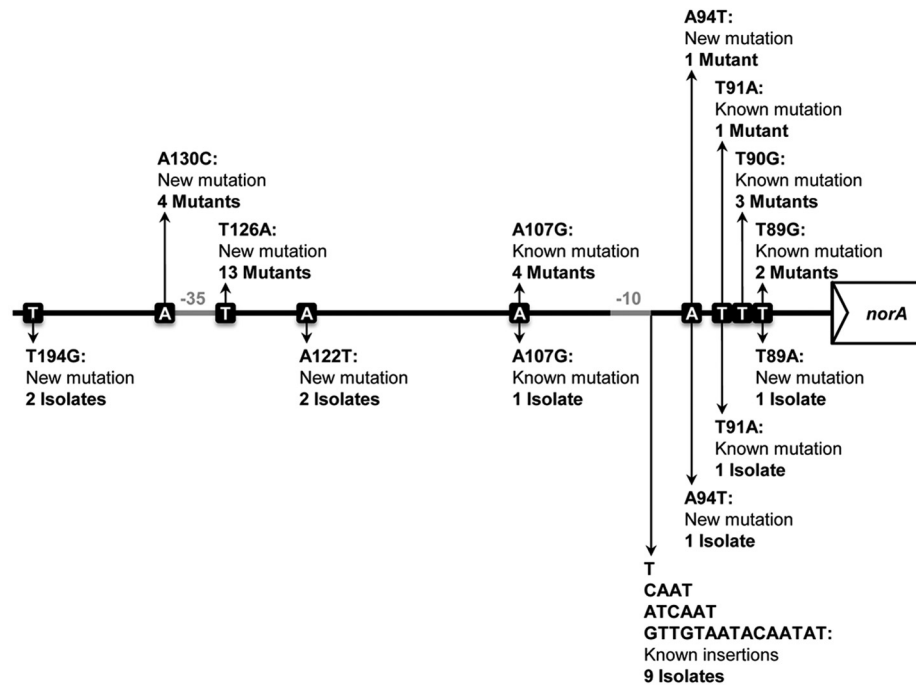 A94T:
New mutation
1 Mutant
T91A:
Known mutation
1 Mutant
A130C:
New mutation
4 Mutants
T90G:
Known mutation
3 Mutants
T126A:
New mutation
13 Mutants
A107G:
Known mutation
4 Mutants
T89G:
Known mutation
2 Mutants
-35
-10
T A T A A A T T T norA
T194G:
New mutation
2 Isolates
A122T:
New mutation
2 Isolates
A107G:
Known mutation
1 Isolate
T89A:
New mutation
1 Isolate
T91A:
Known mutation
1 Isolate
A94T:
New mutation
1 Isolate
T
CAAT
ATCAAT
GTTGTAATACAATAT:
Known insertions
9 Isolates